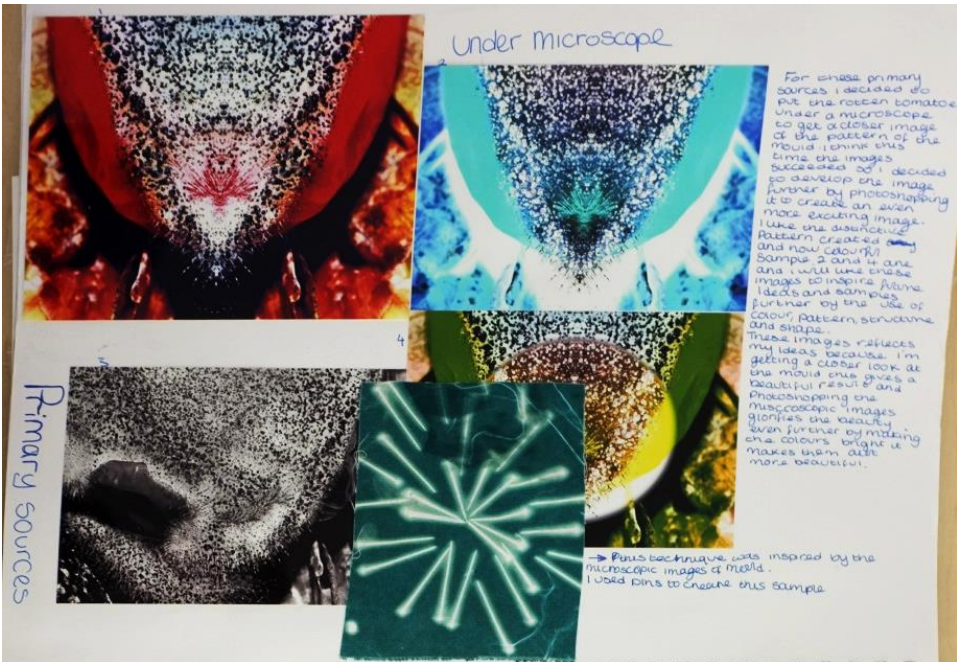 under microscope
For these primary
sources i decided to
put the rotten tomatoe
under a microscope
to get a closer image
of the pattern of the
mould i think this
time the images
succeeded so i decided
to develop the image
further by photoshopping
it to create an even
more exciting image.
I like the distinctive
Pattern created
and how colourful
Sample 2 and 4 are
and i will use these
images to inspire future
Ideas and samples
further by the use of
colour, pattern, structure
and shape.
These images reflects
my ideas because i'm
getting a closer look at
the mould this gives a
beautiful result and
Photoshopping the
miscroscopic images
glorifies the beauty
even further by making
the colours bright it
makes them
more beautiful.
2
4
3
Primary sources
→ technique was inspired by the
microscopic images of mould.
I used pins to create this sample